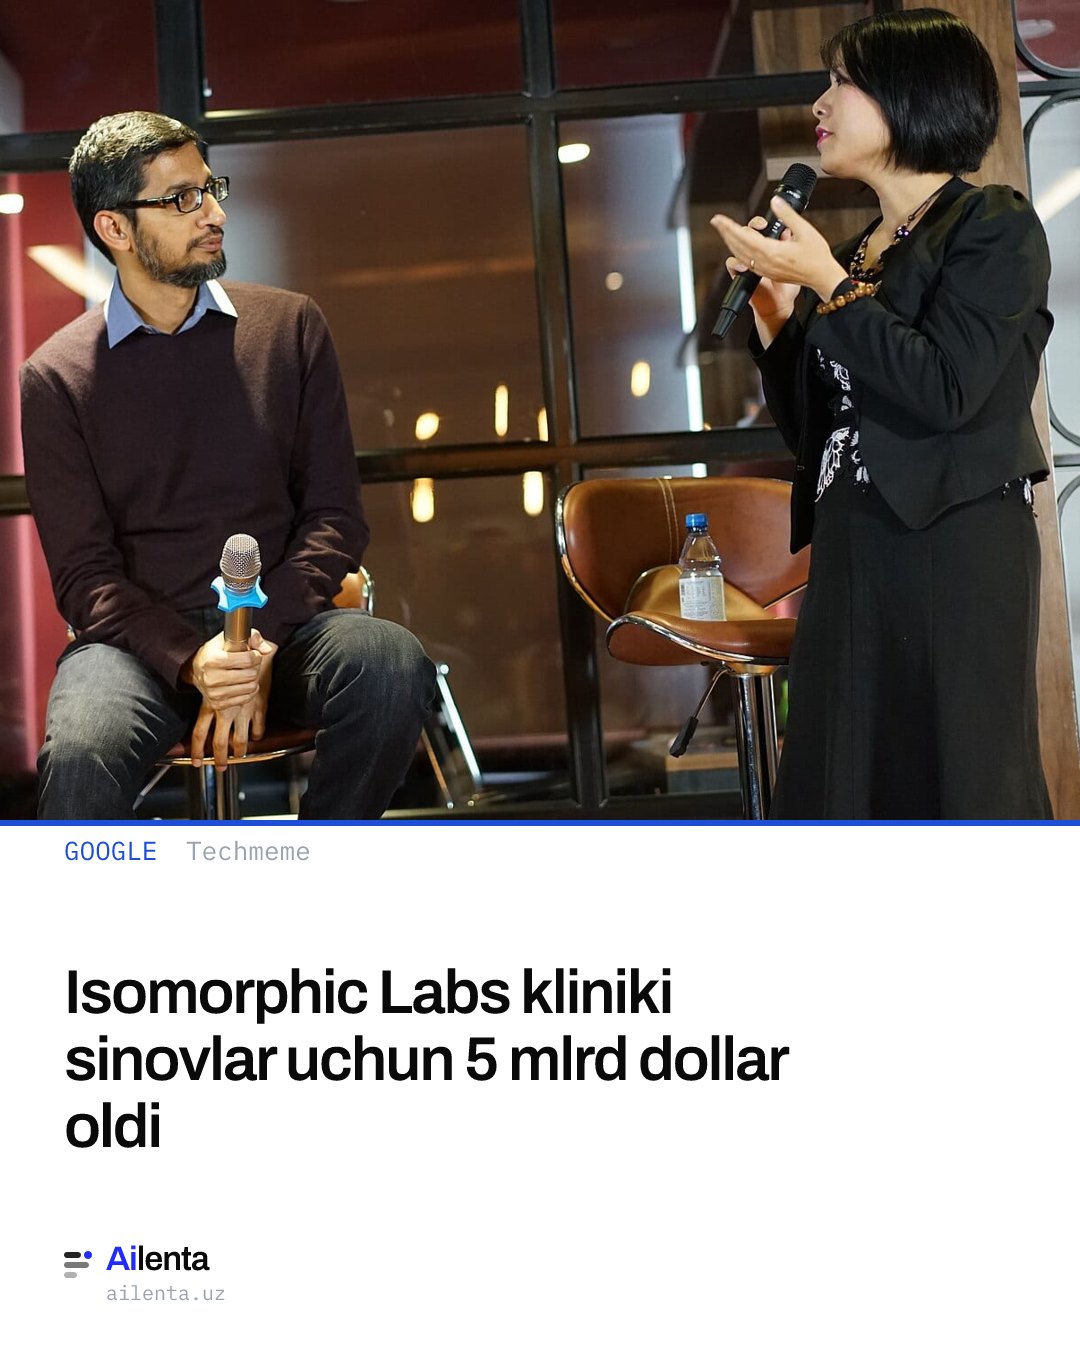 GOOGLE Techmeme
Isomorphic Labs kliniki
sinovlar uchun 5 mlrd dollar
oldi
Ailenta
ailenta.uz